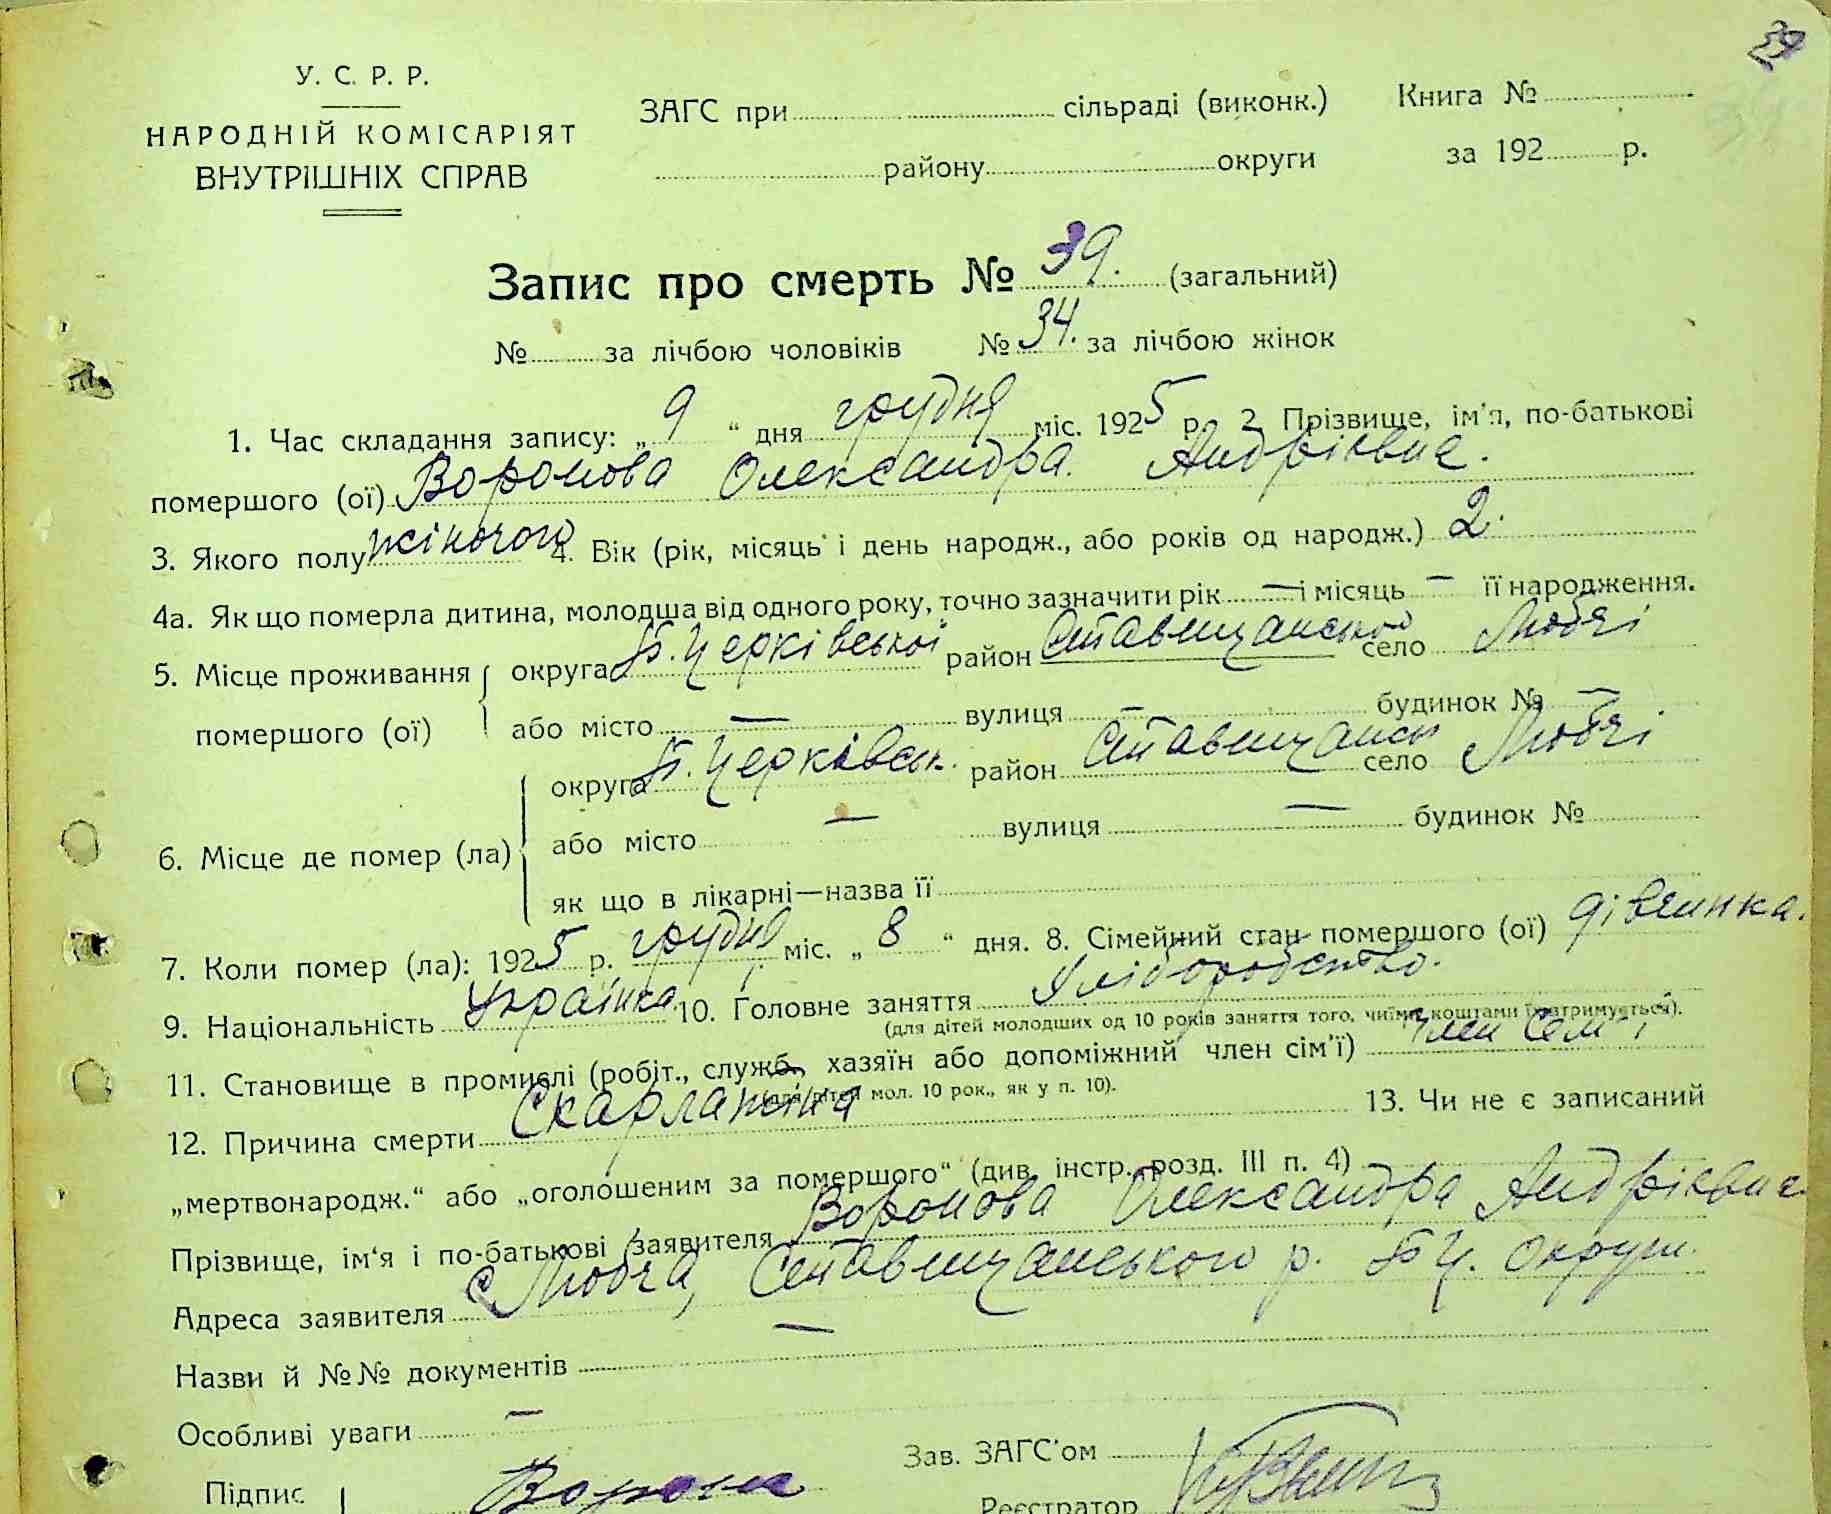 29
У. С. Р. Р.
НАРОДНІЙ КОМІСАРІЯТ
ВНУТРІШНІХ СПРАВ
ЗАГС при сільраді (виконк.) Книга №
району округи за 192 р.
Запис про смерть № 39. (загальний)
№ за лічбою чоловіків № 34. за лічбою жінок
1. Час складання запису: „ 9 “ дня грудня міс. 1925 р. 2. Прізвище, ім'я, по-батькові
помершого (ої) Воронова Олександра Андріївна.
3. Якого полу жіночого 4. Вік (рік, місяць і день народж., або років од народж.) 2.
4а. Як що померла дитина, молодша від одного року, точно зазначити рік — і місяць — її народження.
5. Місце проживання помершого (ої) округа Б. Церківської район Ставищанськ село Любчі
або місто — вулиця — будинок № —
6. Місце де помер (ла) округа Б. Церківськ. район Ставищанськ село Любчі
або місто — вулиця — будинок №
як що в лікарні—назва її
7. Коли помер (ла): 1925 р. грудня міс. „ 8 “ дня. 8. Сімейний стан помершого (ої) дівчинка.
9. Національність Українка 10. Головне заняття Хліборобство.
(для дітей молодших од 10 років заняття того, чиїми коштами їх утримується).
11. Становище в промислі (робіт., служб., хазяїн або допоміжний член сім'ї) член сем'ї
(для дітей мол. 10 рок., як у п. 10).
12. Причина смерти Скарлатина 13. Чи не є записаний
„мертвонародж.“ або „оголошеним за помершого“ (див. інстр. розд. III п. 4)
Прізвище, ім‘я і по-батькові заявителя Воронова Олександра Андріївна
Адреса заявителя с Любча, Ставищанського р. БЦ. Округи.
Назви й №№ документів —
Особливі уваги —
Зав. ЗАГС'ом
Підпис Ворона
Реєстратор